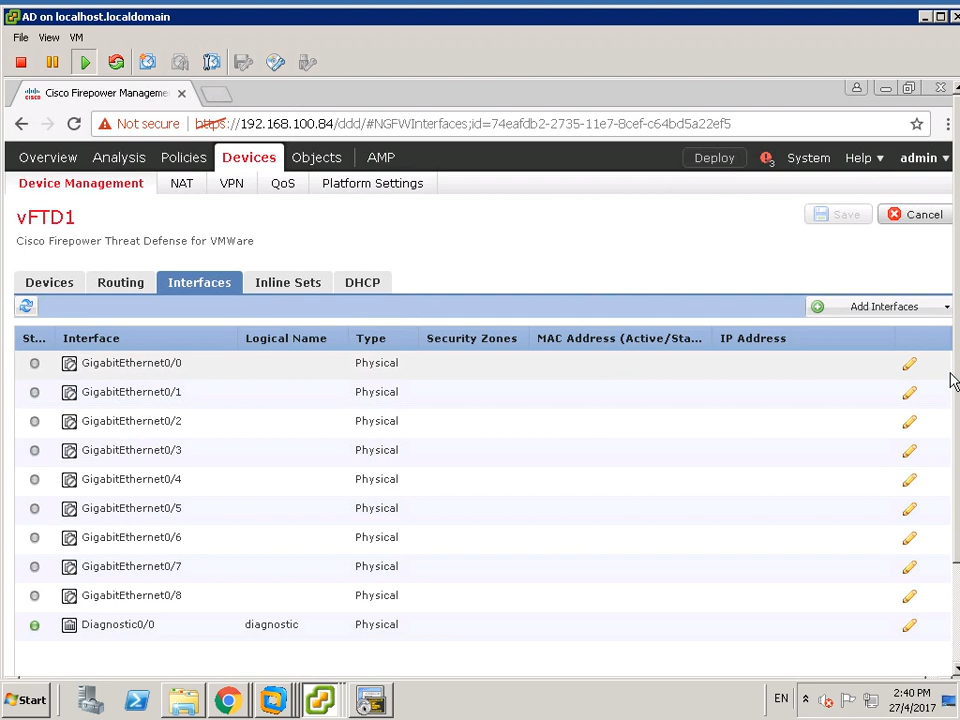 AD on localhost.localdomain
File View VM
Cisco Firepower Manageme
Not secure https://192.168.100.84/ddd/#NGFWInterfaces;id=74eafdb2-2735-11e7-8cef-c64bd5a22ef5
Overview Analysis Policies Devices Objects AMP Deploy 3 System Help admin
Device Management NAT VPN QoS Platform Settings
vFTD1
Save Cancel
Cisco Firepower Threat Defense for VMWare
Devices Routing Interfaces Inline Sets DHCP
Add Interfaces
St... Interface Logical Name Type Security Zones MAC Address (Active/Sta... IP Address
GigabitEthernet0/0 Physical
GigabitEthernet0/1 Physical
GigabitEthernet0/2 Physical
GigabitEthernet0/3 Physical
GigabitEthernet0/4 Physical
GigabitEthernet0/5 Physical
GigabitEthernet0/6 Physical
GigabitEthernet0/7 Physical
GigabitEthernet0/8 Physical
Diagnostic0/0 diagnostic Physical
Start EN 2:40 PM
27/4/2017